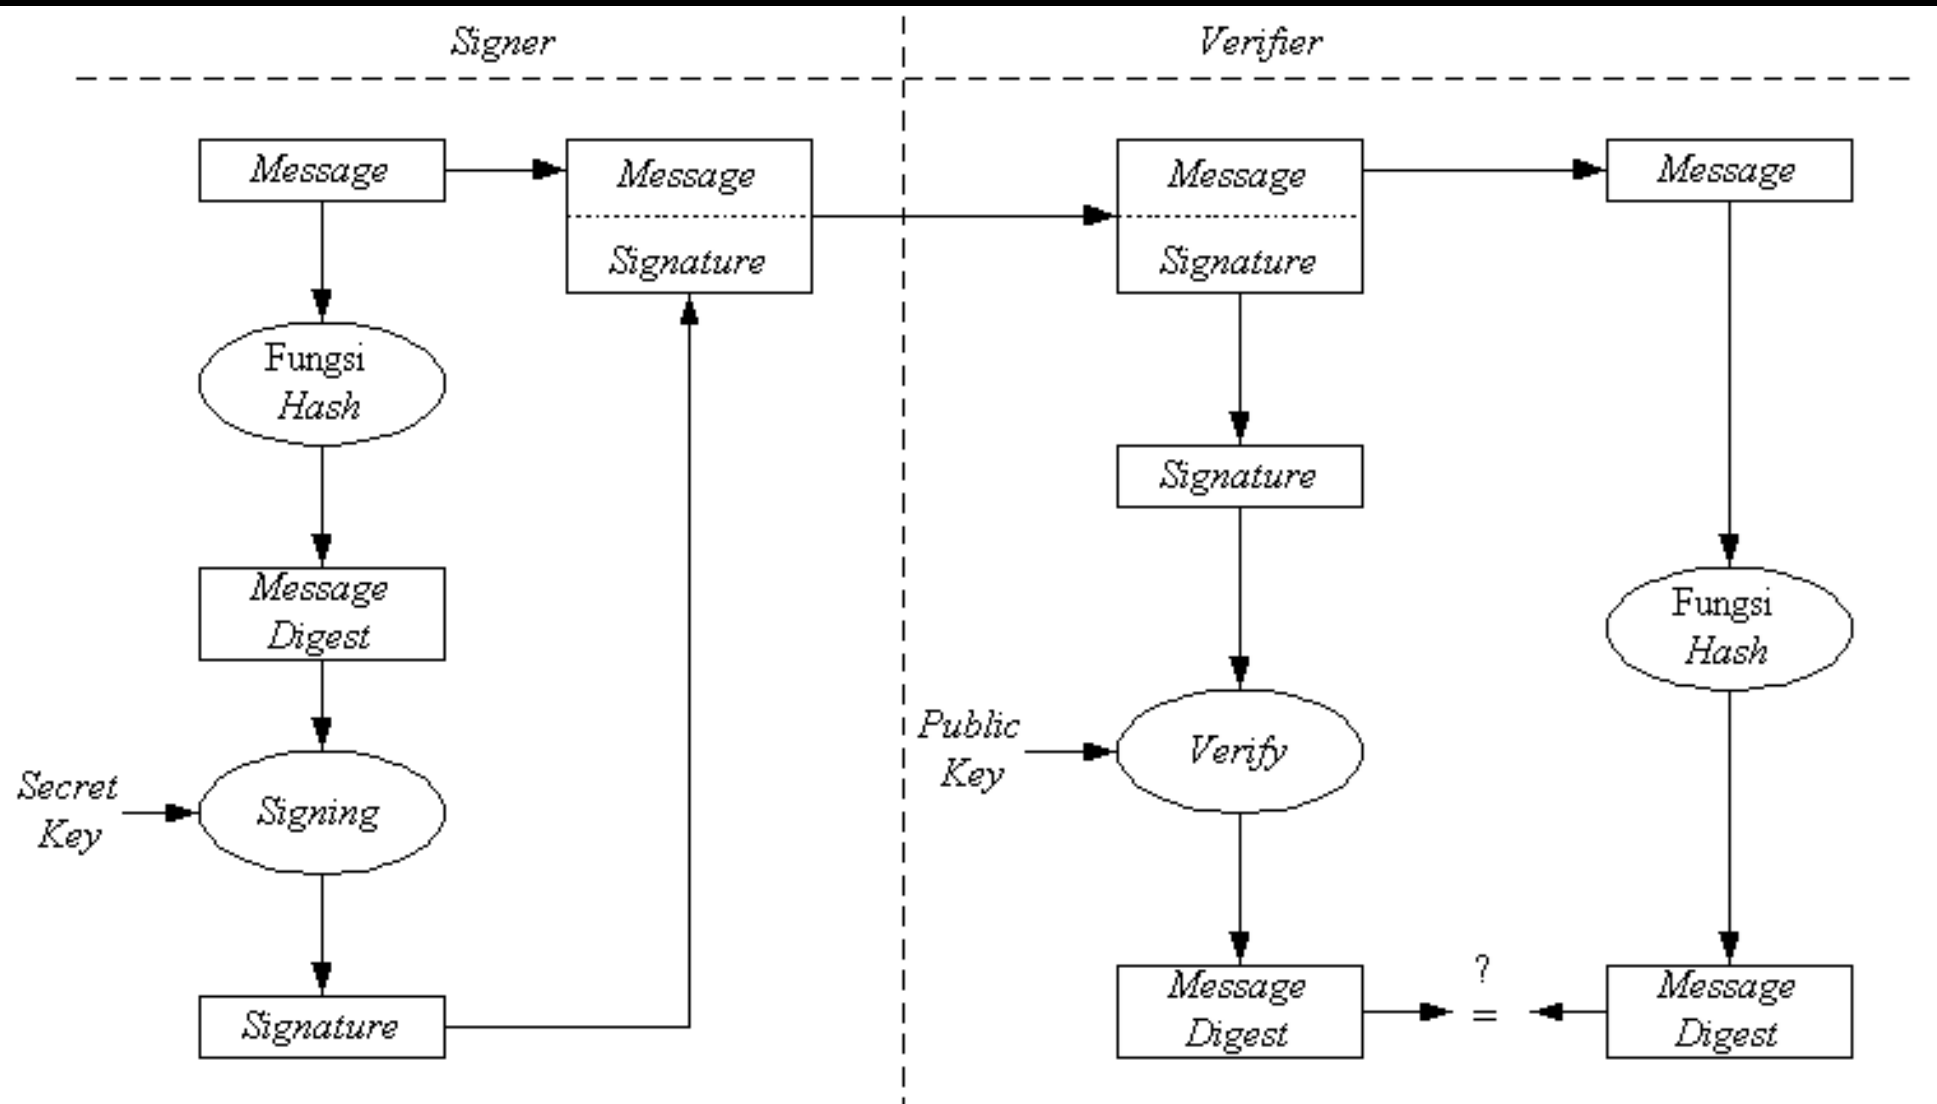 Signer
Verifier
Message
Message
Signature
Fungsi
Hash
Message
Digest
Secret
Key
Signing
Signature
Message
Signature
Message
Signature
Fungsi
Hash
Public
Key
Verify
Message
Digest
?
=
Message
Digest